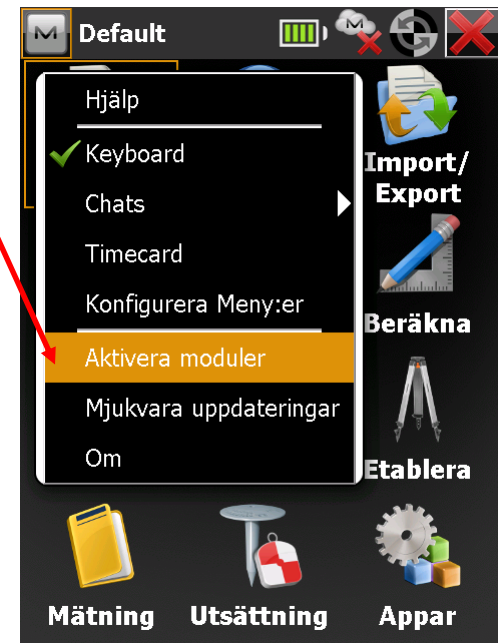 Default
Hjälp
Keyboard
Chats
Timecard
Konfigurera Meny:er
Aktivera moduler
Mjukvara uppdateringar
Om
Import/
Export
Beräkna
Etablera
Mätning
Utsättning
Appar